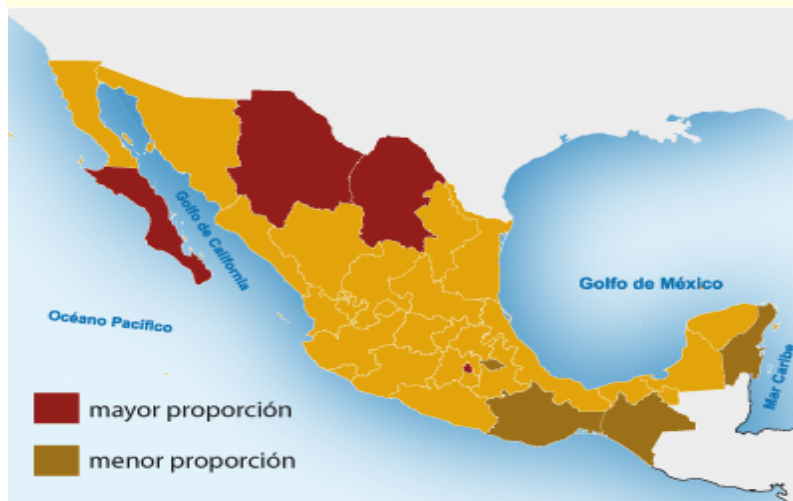 Golfo de California
Golfo de México
Océano Pacífico
Mar Caribe
mayor proporción
menor proporción